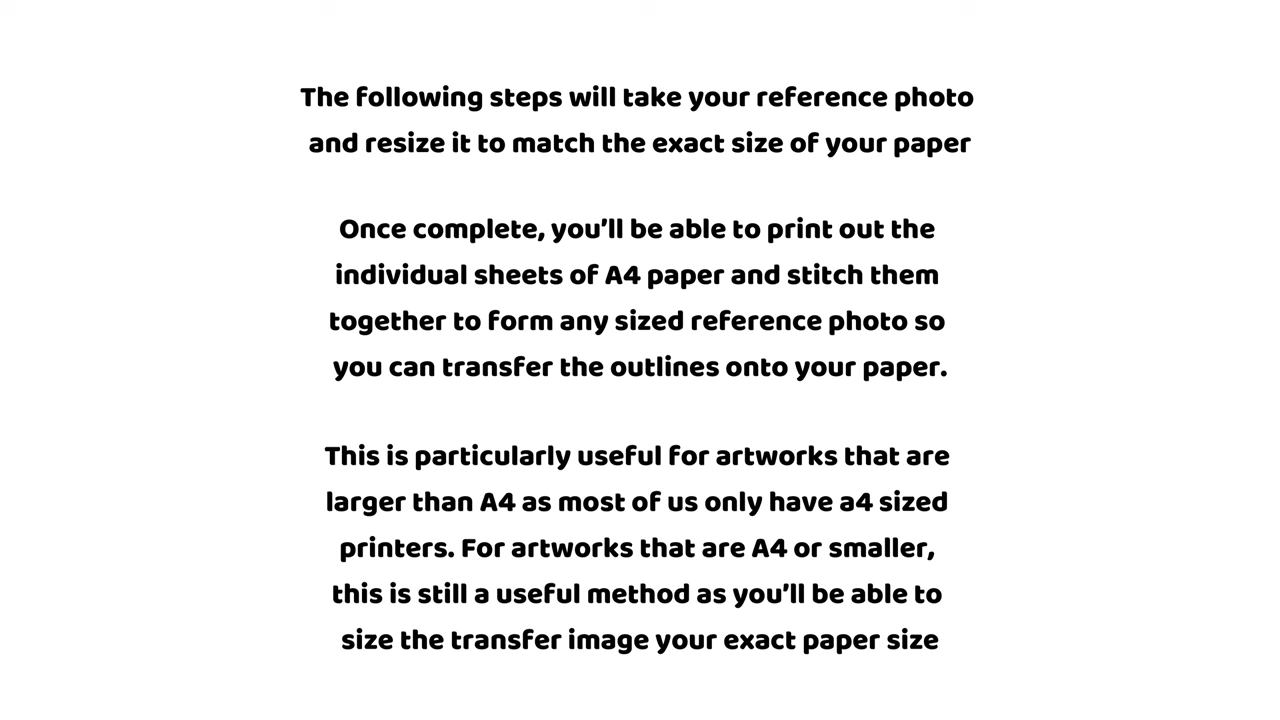 The following steps will take your reference photo
and resize it to match the exact size of your paper
Once complete, you’ll be able to print out the
individual sheets of A4 paper and stitch them
together to form any sized reference photo so
you can transfer the outlines onto your paper.
This is particularly useful for artworks that are
larger than A4 as most of us only have a4 sized
printers. For artworks that are A4 or smaller,
this is still a useful method as you’ll be able to
size the transfer image your exact paper size